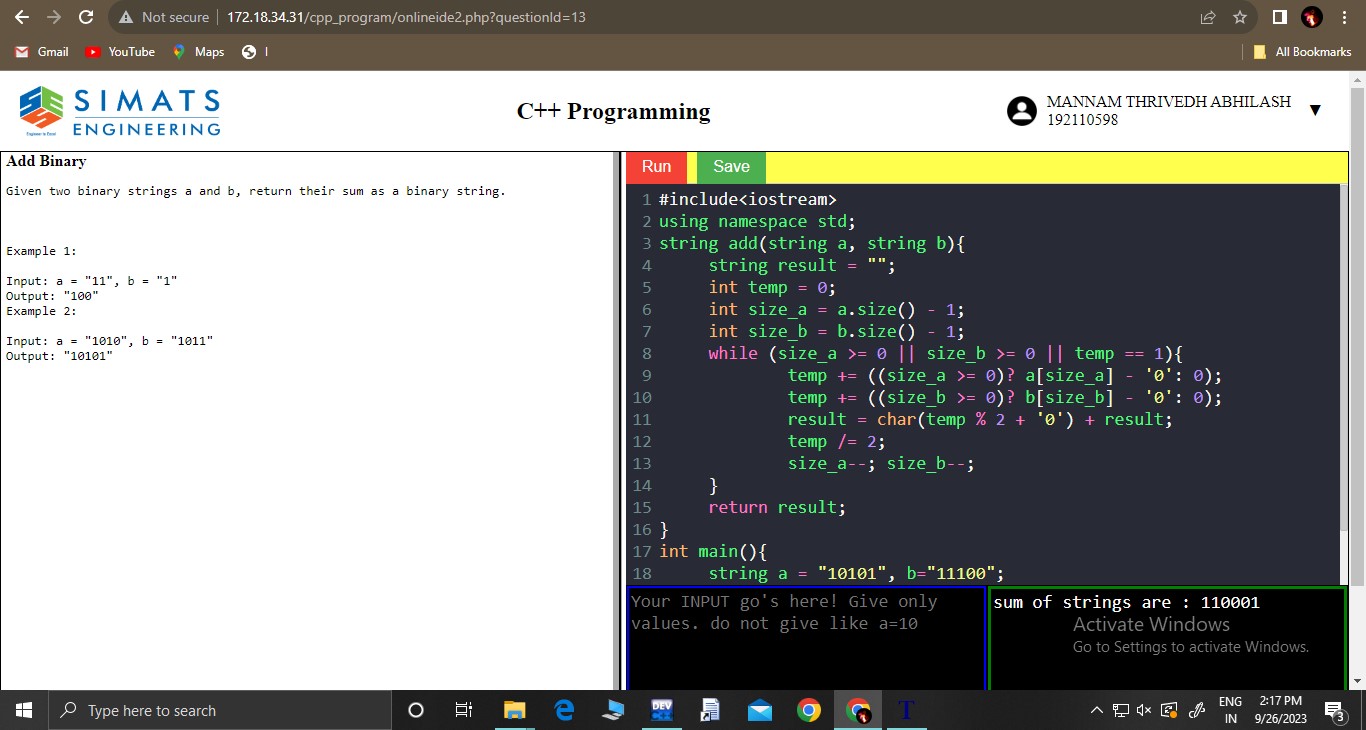 Not secure | 172.18.34.31/cpp_program/onlineide2.php?questionId=13
Gmail YouTube Maps I All Bookmarks
SIMATS
ENGINEERING
Engineer to Excel
C++ Programming
MANNAM THRIVEDH ABHILASH
192110598
Add Binary
Given two binary strings a and b, return their sum as a binary string.
Example 1:
Input: a = "11", b = "1"
Output: "100"
Example 2:
Input: a = "1010", b = "1011"
Output: "10101"
Run Save
1 #include<iostream>
2 using namespace std;
3 string add(string a, string b){
4 string result = "";
5 int temp = 0;
6 int size_a = a.size() - 1;
7 int size_b = b.size() - 1;
8 while (size_a >= 0 || size_b >= 0 || temp == 1){
9 temp += ((size_a >= 0)? a[size_a] - '0': 0);
10 temp += ((size_b >= 0)? b[size_b] - '0': 0);
11 result = char(temp % 2 + '0') + result;
12 temp /= 2;
13 size_a--; size_b--;
14 }
15 return result;
16 }
17 int main(){
18 string a = "10101", b="11100";
Your INPUT go's here! Give only
values. do not give like a=10
sum of strings are : 110001
Activate Windows
Go to Settings to activate Windows.
Type here to search
DEV
T
ENG
IN
2:17 PM
9/26/2023
3